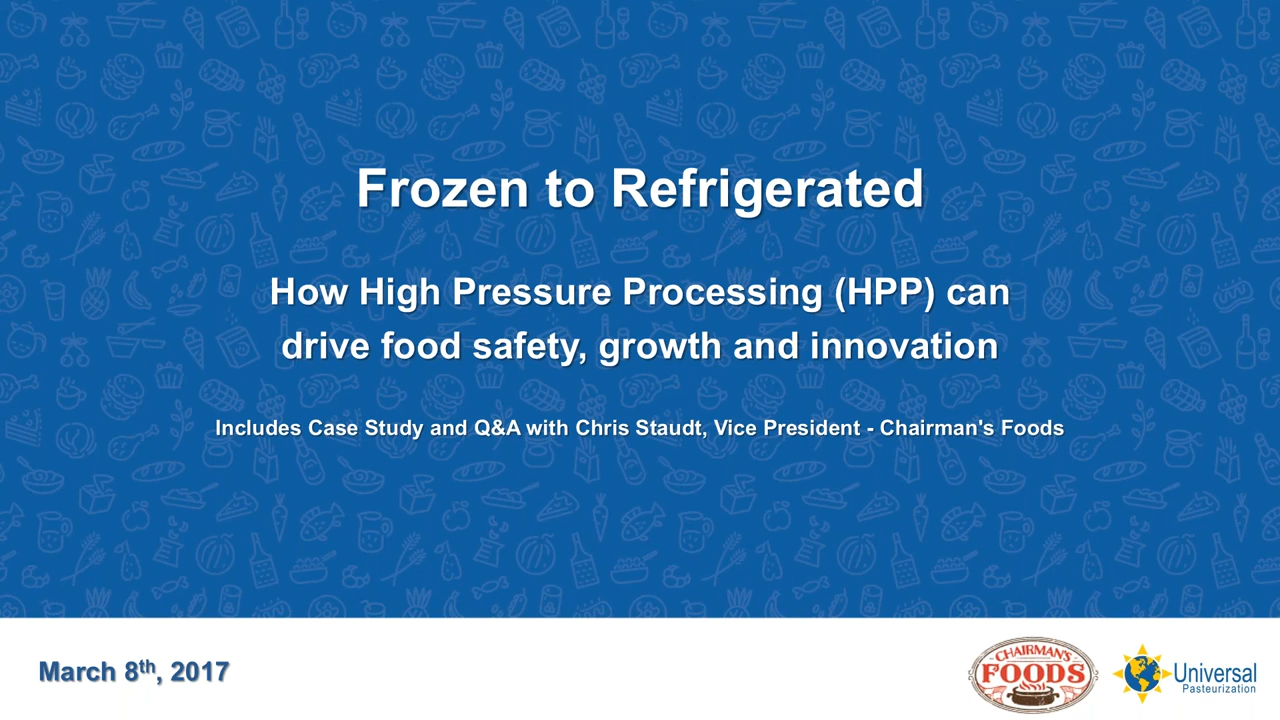 Frozen to Refrigerated
How High Pressure Processing (HPP) can
drive food safety, growth and innovation
Includes Case Study and Q&A with Chris Staudt, Vice President - Chairman's Foods
March 8th, 2017
CHAIRMAN'S
FOODS
Universal
Pasteurization